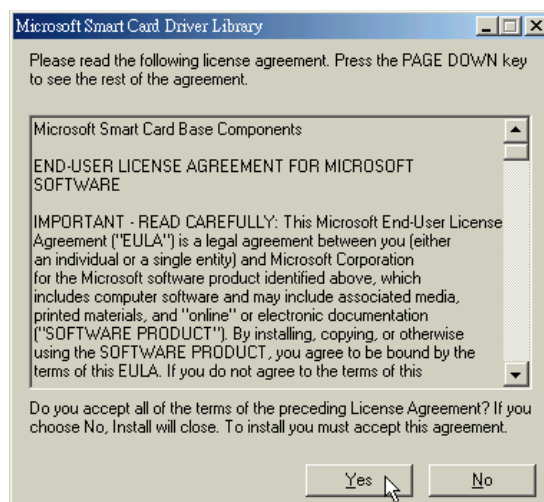 Microsoft Smart Card Driver Library
Please read the following license agreement. Press the PAGE DOWN key
to see the rest of the agreement.
Microsoft Smart Card Base Components
END-USER LICENSE AGREEMENT FOR MICROSOFT
SOFTWARE
IMPORTANT - READ CAREFULLY: This Microsoft End-User License
Agreement ("EULA") is a legal agreement between you (either
an individual or a single entity) and Microsoft Corporation
for the Microsoft software product identified above, which
includes computer software and may include associated media,
printed materials, and "online" or electronic documentation
("SOFTWARE PRODUCT"). By installing, copying, or otherwise
using the SOFTWARE PRODUCT, you agree to be bound by the
terms of this EULA. If you do not agree to the terms of this
Do you accept all of the terms of the preceding License Agreement? If you
choose No, Install will close. To install you must accept this agreement.
Yes
No